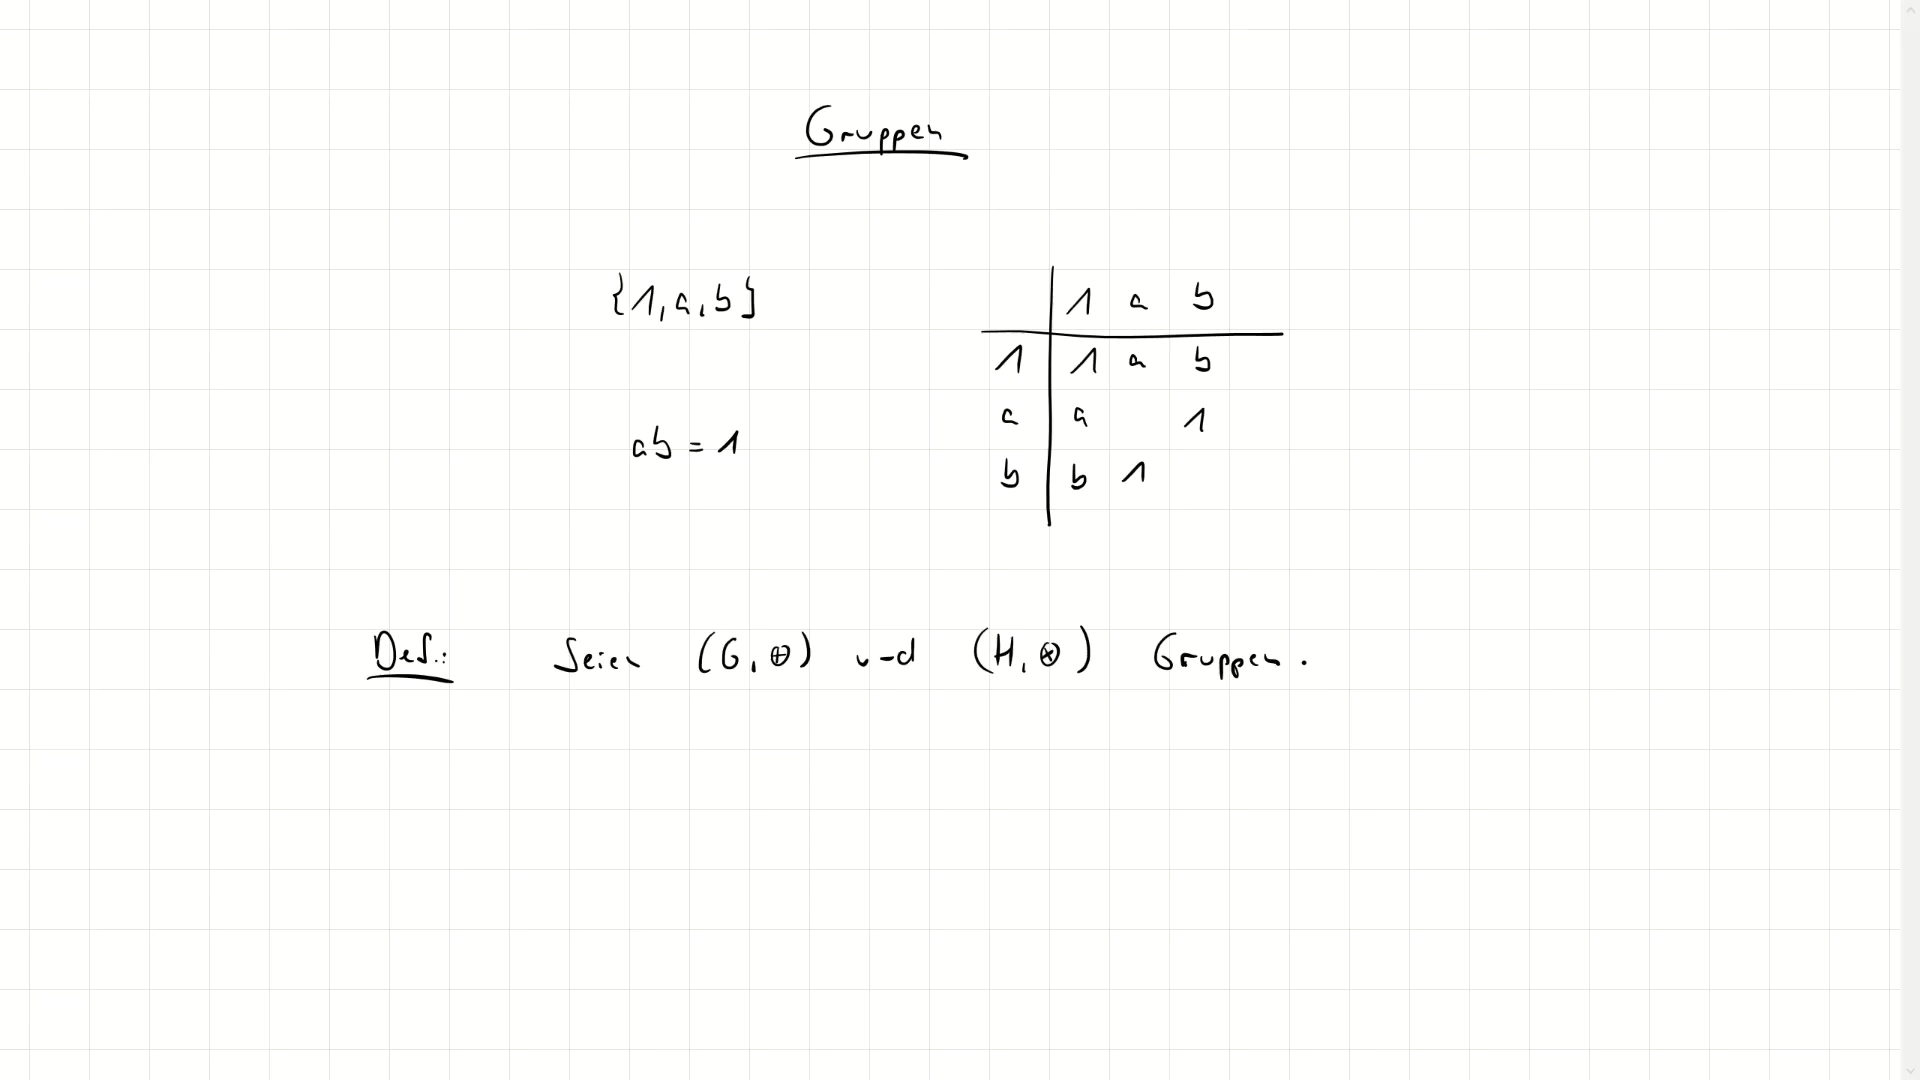 Gruppen
{1, a, b}
1 a b
1 1 a b
a a 1
ab = 1
b b 1
Def.: Seien (G, ⊕) und (H, ⊗) Gruppen.